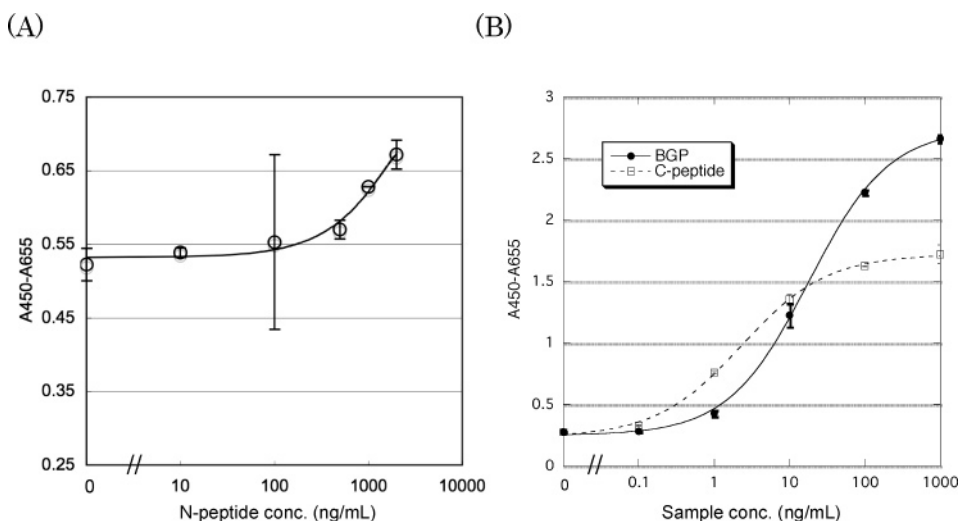 (A)
0.75
0.65
0.55
0.45
0.35
0.25
A450-A655
0 10 100 1000 10000
N-peptide conc. (ng/mL)
(B)
3
2.5
2
1.5
1
0.5
0
A450-A655
BGP
C-peptide
0 0.1 1 10 100 1000
Sample conc. (ng/mL)